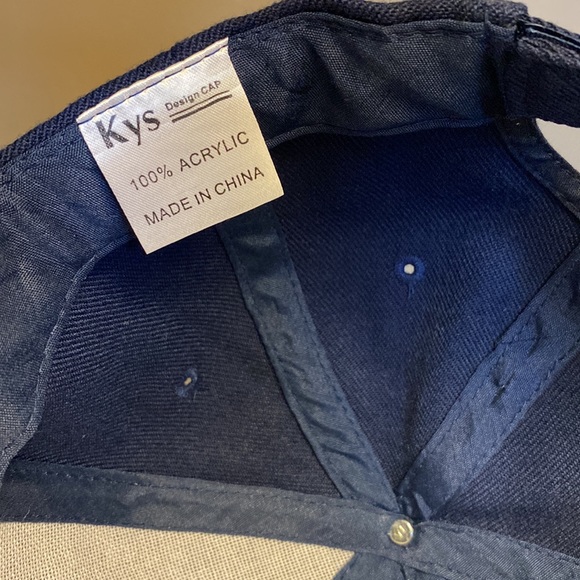 Kys Design CAP
100% ACRYLIC
MADE IN CHINA